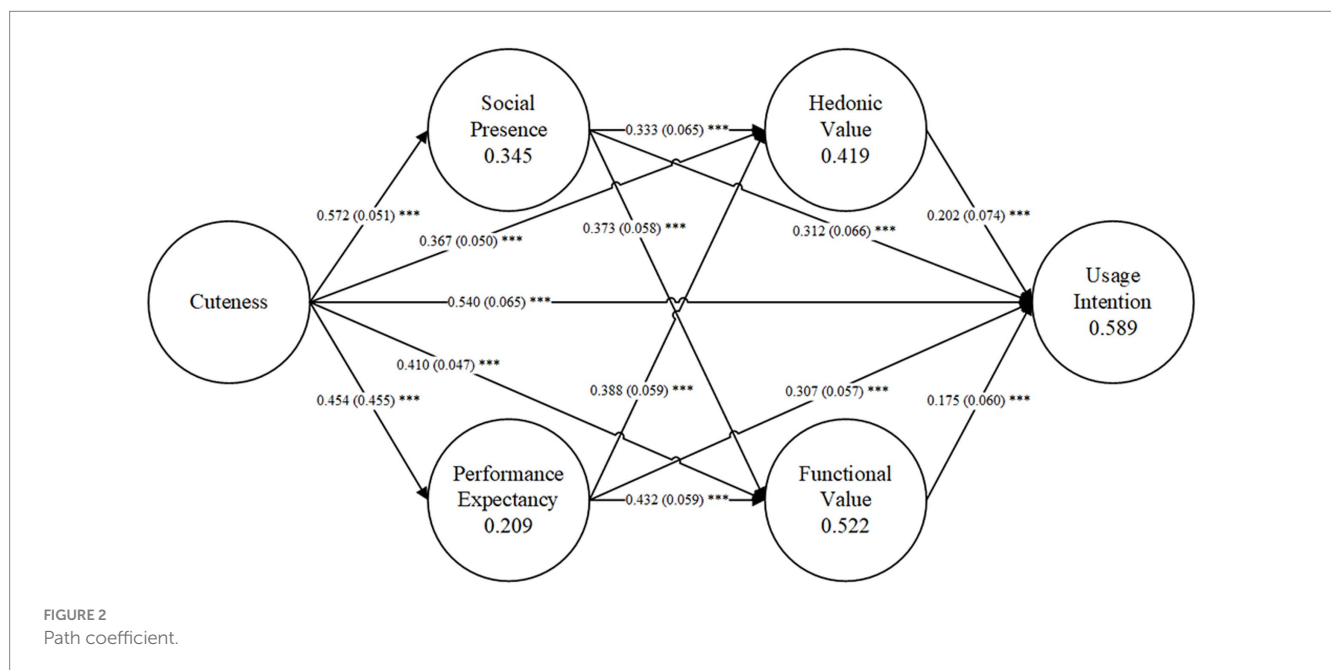 Social
Presence
0.345
Hedonic
Value
0.419
0.333 (0.065) ***
0.572 (0.051) ***
0.367 (0.050) ***
0.373 (0.058) ***
0.312 (0.066) ***
0.202 (0.074) ***
Cuteness
0.540 (0.065) ***
Usage
Intention
0.589
0.410 (0.047) ***
0.454 (0.455) ***
0.388 (0.059) ***
0.307 (0.057) ***
0.175 (0.060) ***
Performance
Expectancy
0.209
0.432 (0.059) ***
Functional
Value
0.522
FIGURE 2
Path coefficient.